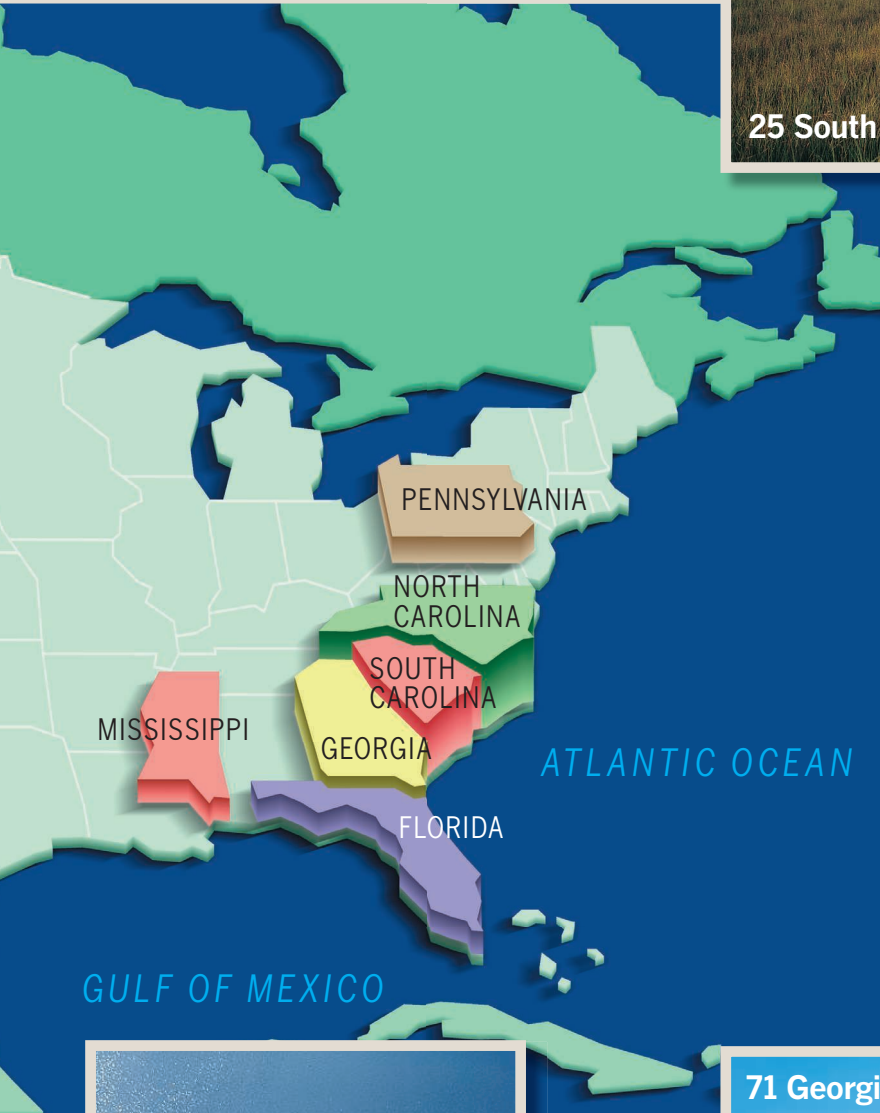 25 South
PENNSYLVANIA
NORTH
CAROLINA
SOUTH
CAROLINA
MISSISSIPPI
GEORGIA
ATLANTIC OCEAN
FLORIDA
GULF OF MEXICO
71 Georgi